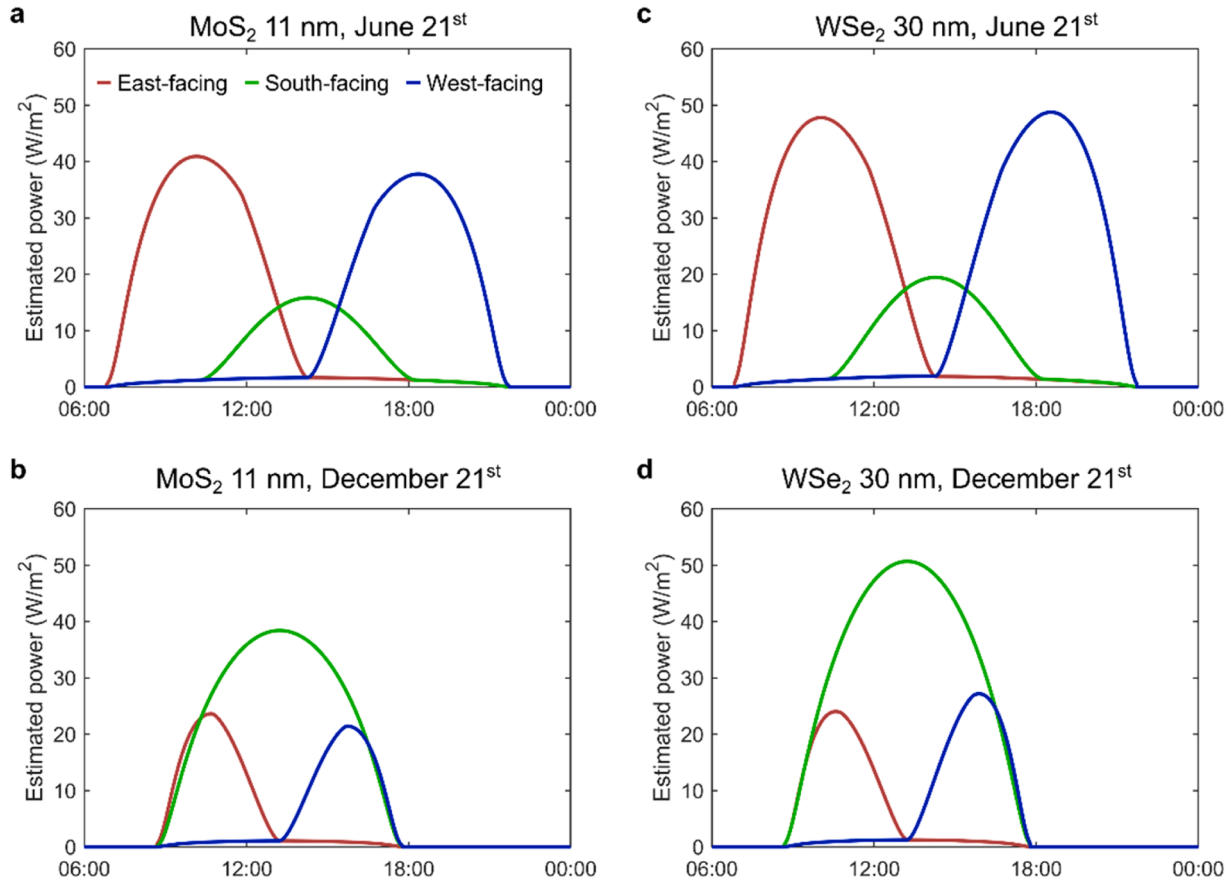 a
MoS2 11 nm, June 21st
60
50
40
30
20
10
0
Estimated power (W/m2)
East-facing South-facing West-facing
06:00 12:00 18:00 00:00
c
WSe2 30 nm, June 21st
60
50
40
30
20
10
0
Estimated power (W/m2)
06:00 12:00 18:00 00:00
b
MoS2 11 nm, December 21st
60
50
40
30
20
10
0
Estimated power (W/m2)
06:00 12:00 18:00 00:00
d
WSe2 30 nm, December 21st
60
50
40
30
20
10
0
Estimated power (W/m2)
06:00 12:00 18:00 00:00